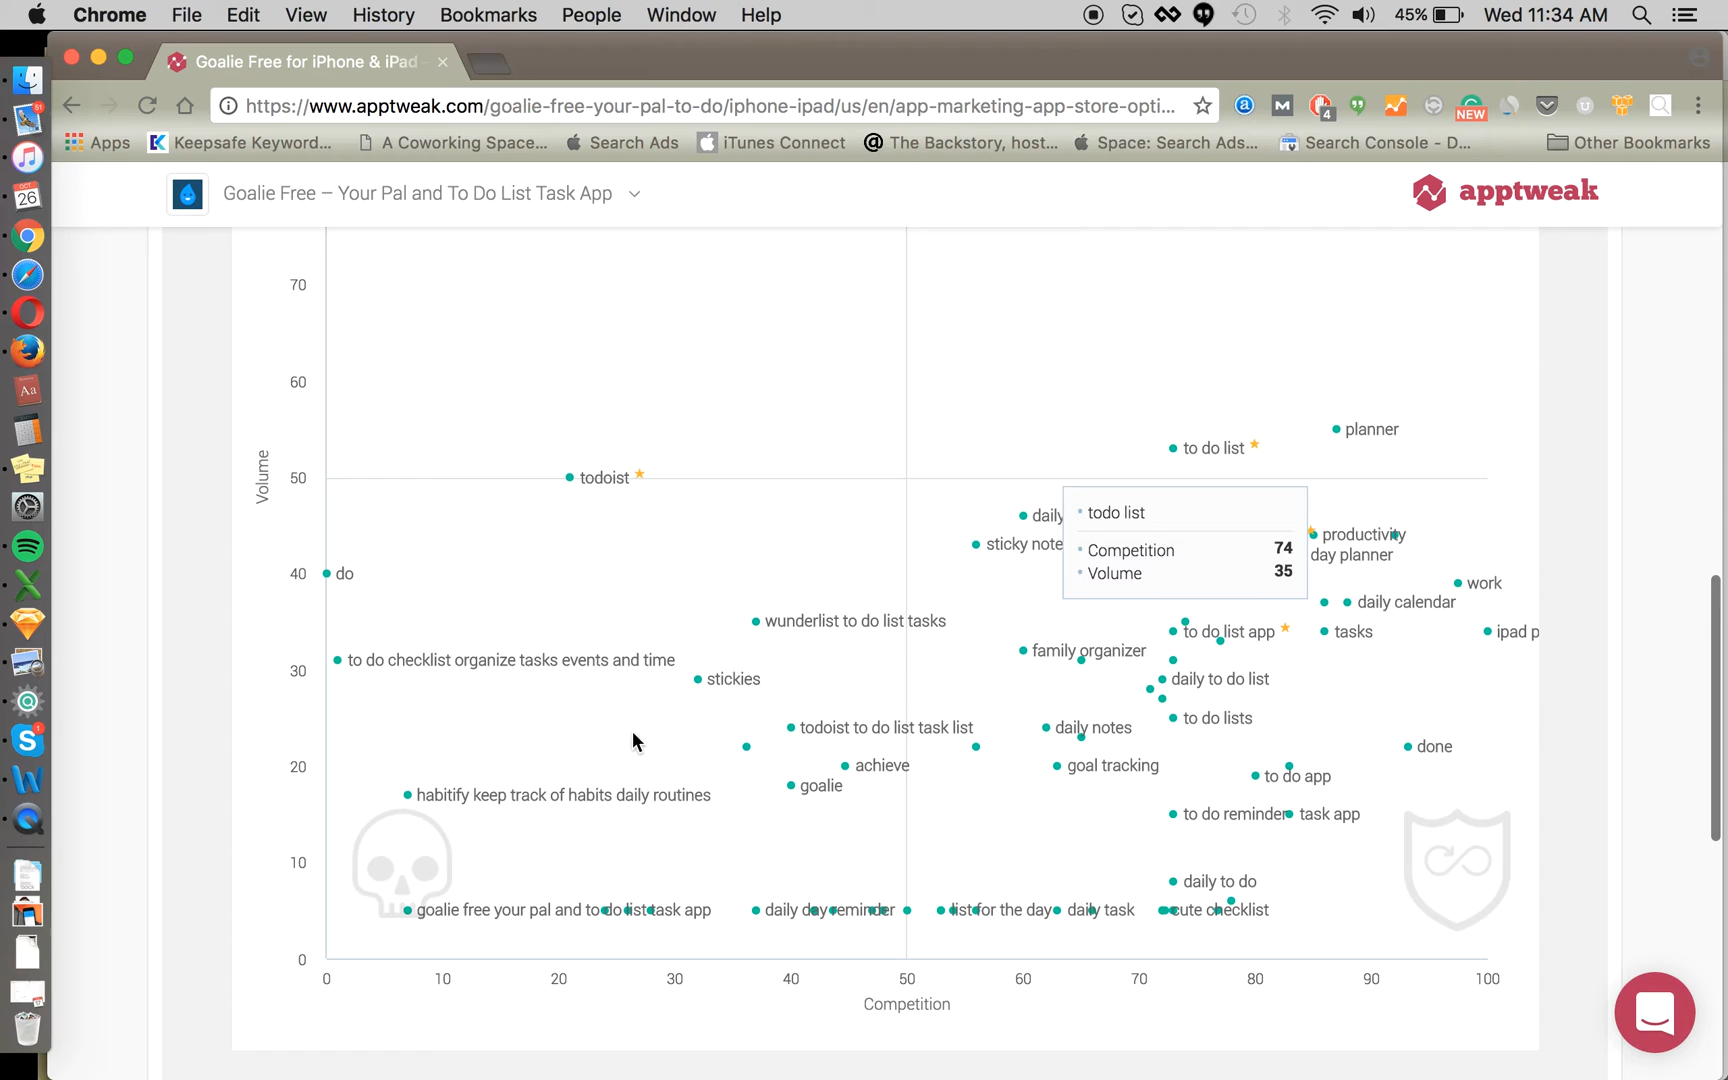 Chrome File Edit View History Bookmarks People Window Help 45% Wed 11:34 AM
Goalie Free for iPhone & iPad
https://www.apptweak.com/goalie-free-your-pal-to-do/iphone-ipad/us/en/app-marketing-app-store-opti...
4 NEW
Apps Keepsafe Keyword... A Coworking Space... Search Ads iTunes Connect The Backstory, host... Space: Search Ads... Search Console - D... Other Bookmarks
Goalie Free – Your Pal and To Do List Task App
apptweak
70
60
planner
to do list
50
todoist
daily
todo list
sticky note
Competition 74
Volume 35
productivity
day planner
40
do
work
daily calendar
wunderlist to do list tasks
to do list app
tasks
ipad p
family organizer
to do checklist organize tasks events and time
30
stickies
daily to do list
to do lists
todoist to do list task list
daily notes
done
20
achieve
goal tracking
to do app
goalie
habitify keep track of habits daily routines
to do reminder
task app
10
daily to do
goalie free your pal and to do list task app
daily day reminder
list for the day
daily task
cute checklist
0
0 10 20 30 40 50 60 70 80 90 100
Competition
Volume
51
OCT
26
Aa
1